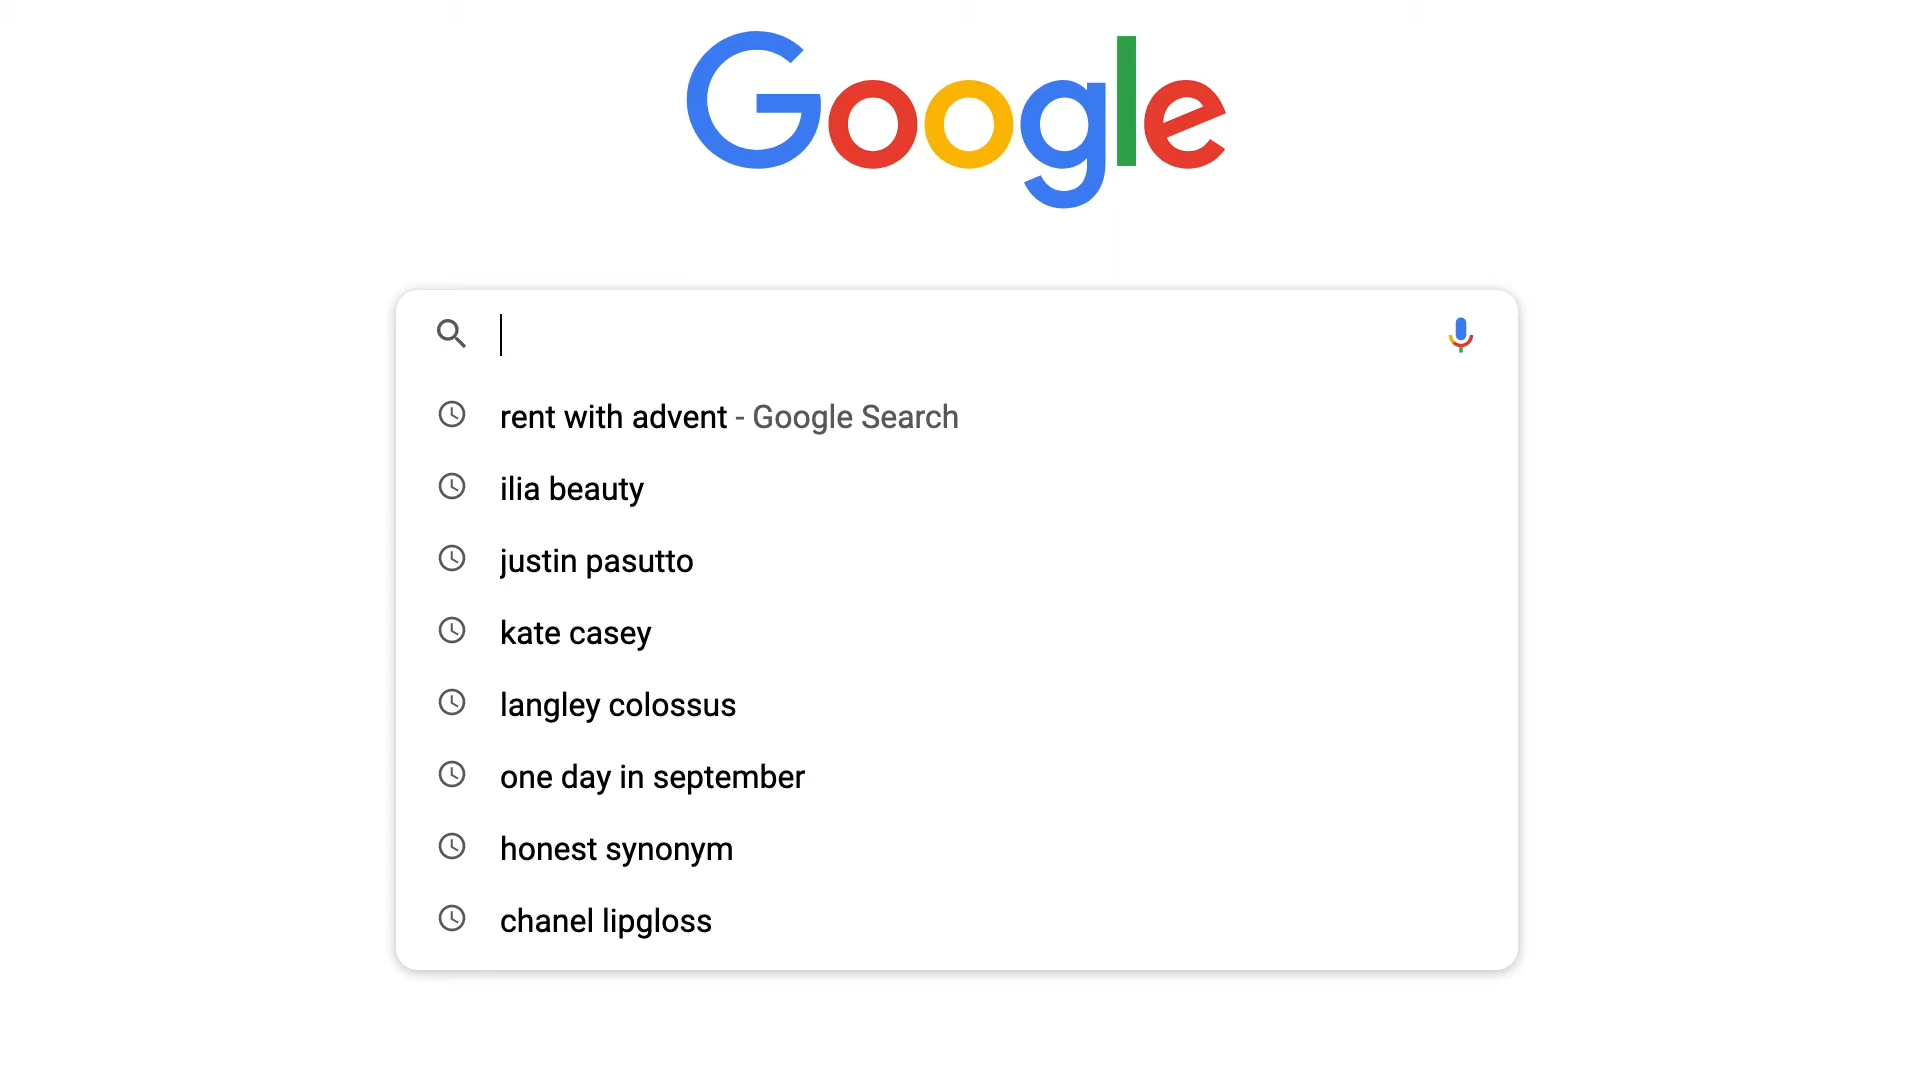 Google
rent with advent - Google Search
ilia beauty
justin pasutto
kate casey
langley colossus
one day in september
honest synonym
chanel lipgloss